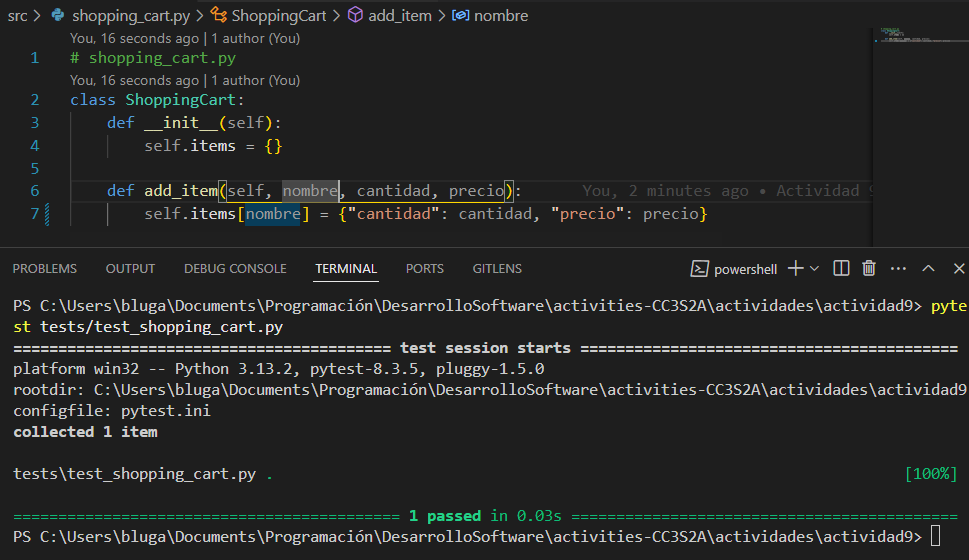 src > shopping_cart.py > ShoppingCart > add_item > nombre
You, 16 seconds ago | 1 author (You)
1 # shopping_cart.py
You, 16 seconds ago | 1 author (You)
2 class ShoppingCart:
3 def __init__(self):
4 self.items = {}
5
6 def add_item(self, nombre, cantidad, precio): You, 2 minutes ago • Actividad 9
7 self.items[nombre] = {"cantidad": cantidad, "precio": precio}
PROBLEMS OUTPUT DEBUG CONSOLE TERMINAL PORTS GITLENS powershell
PS C:\Users\bluga\Documents\Programación\DesarrolloSoftware\activities-CC3S2A\actividades\actividad9> pyte
st tests/test_shopping_cart.py
========================================== test session starts ==========================================
platform win32 -- Python 3.13.2, pytest-8.3.5, pluggy-1.5.0
rootdir: C:\Users\bluga\Documents\Programación\DesarrolloSoftware\activities-CC3S2A\actividades\actividad9
configfile: pytest.ini
collected 1 item
tests\test_shopping_cart.py . [100%]
=========================================== 1 passed in 0.03s ===========================================
PS C:\Users\bluga\Documents\Programación\DesarrolloSoftware\activities-CC3S2A\actividades\actividad9>